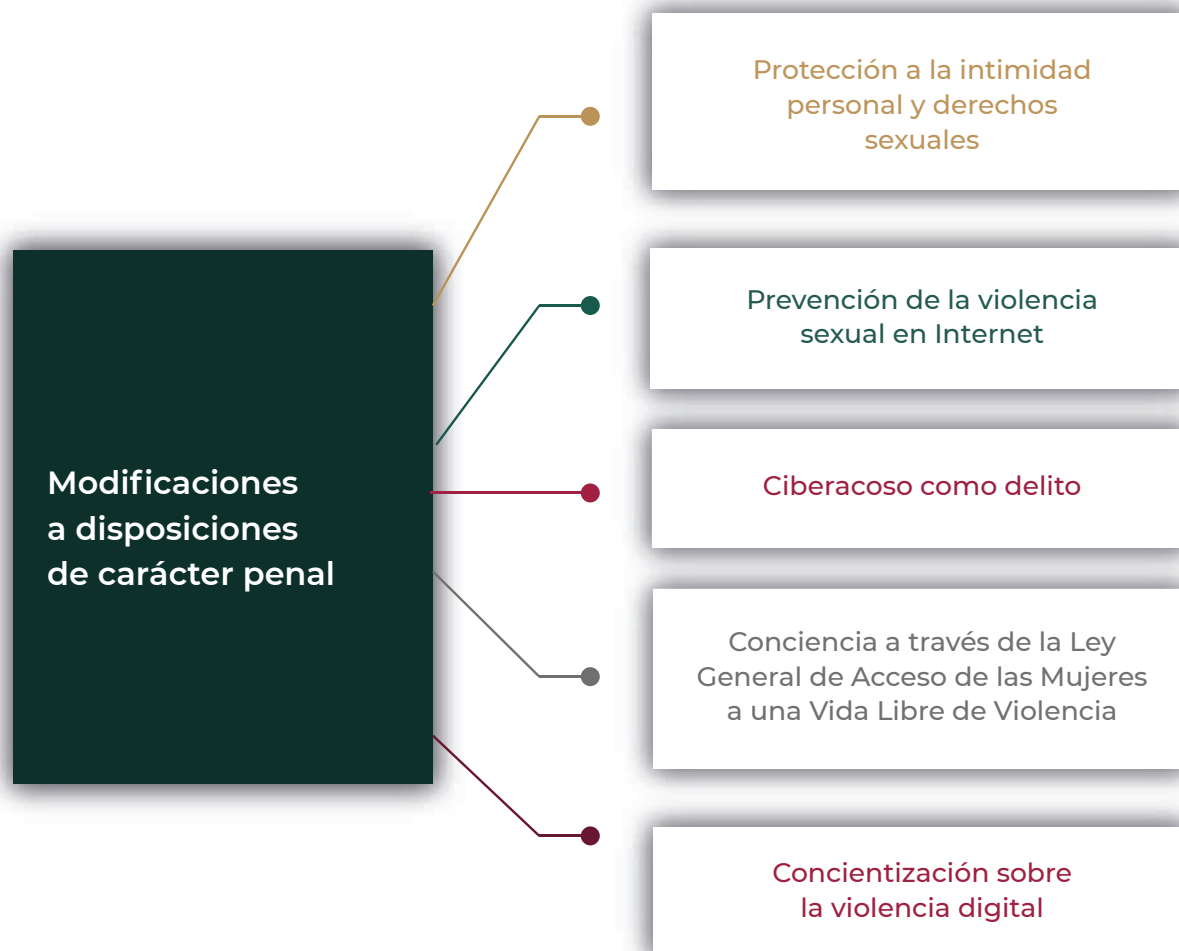 Modificaciones
a disposiciones
de carácter penal
Protección a la intimidad
personal y derechos
sexuales
Prevención de la violencia
sexual en Internet
Ciberacoso como delito
Conciencia a través de la Ley
General de Acceso de las Mujeres
a una Vida Libre de Violencia
Concientización sobre
la violencia digital